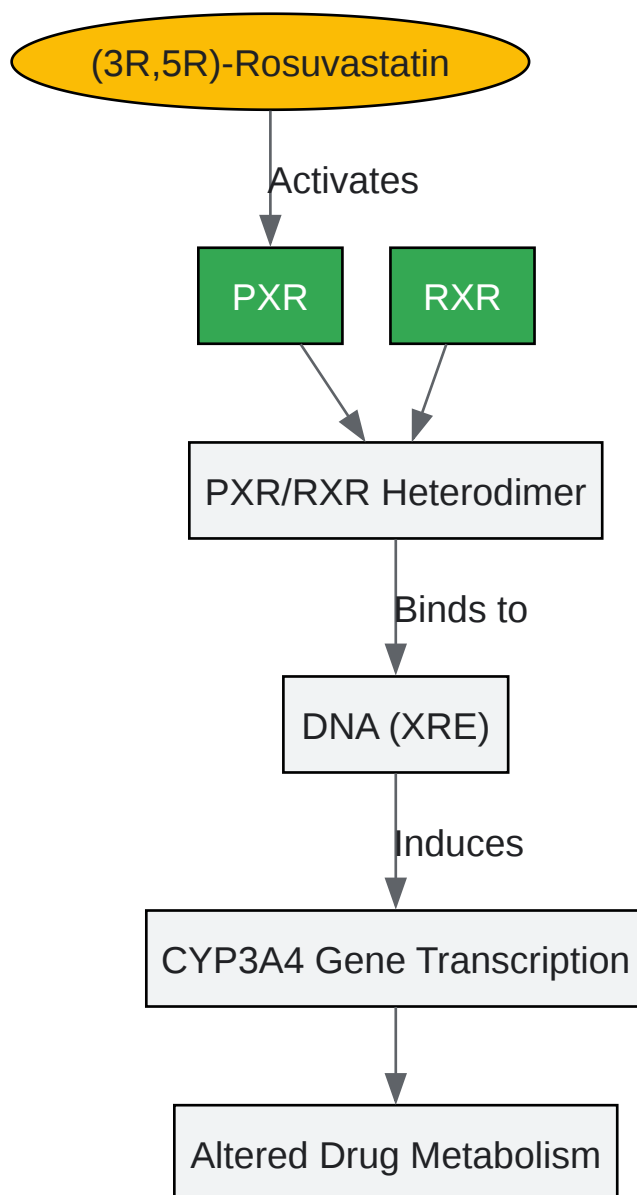 (3R,5R)-Rosuvastatin
Activates
PXR
RXR
PXR/RXR Heterodimer
Binds to
DNA (XRE)
Induces
CYP3A4 Gene Transcription
Altered Drug Metabolism